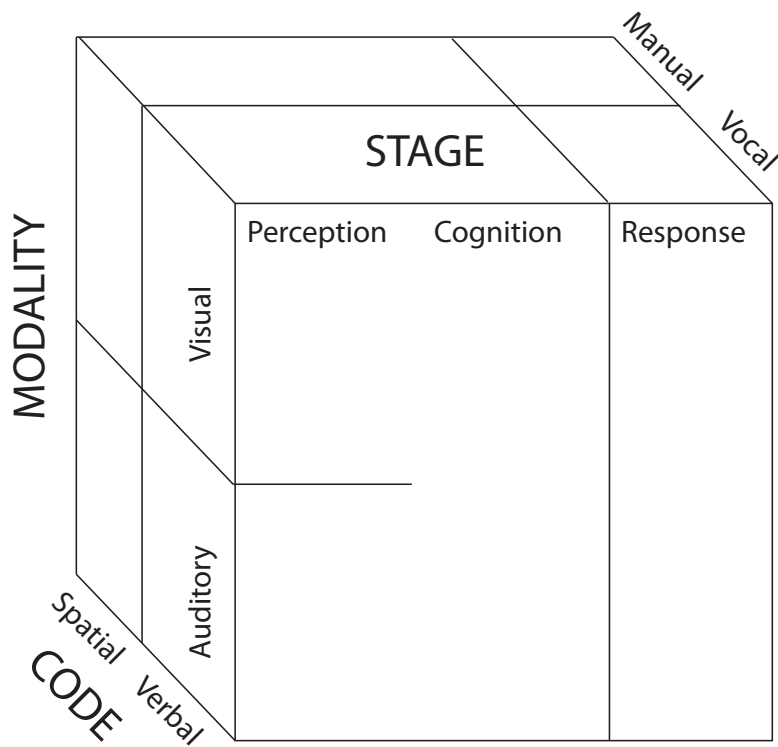 Manual
Vocal
STAGE
Perception Cognition Response
MODALITY
Visual
Auditory
Spatial
Verbal
CODE